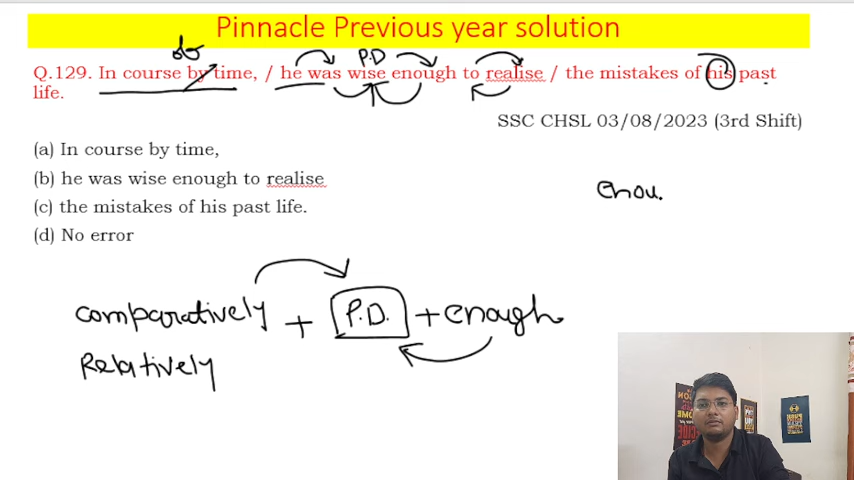 Pinnacle Previous year solution
of P.D
Q.129. In course by time, / he was wise enough to realise / the mistakes of his past
life.
SSC CHSL 03/08/2023 (3rd Shift)
(a) In course by time,
(b) he was wise enough to realise
(c) the mistakes of his past life.
(d) No error
Enou.
Comparatively + P.D. + enough
Relatively